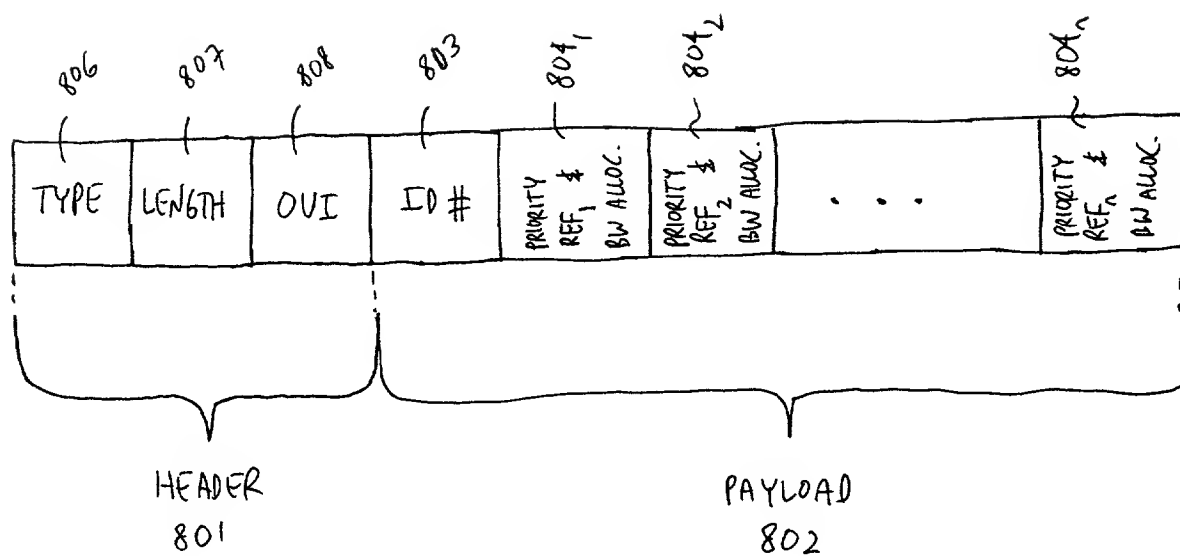 806 807 808 803 804₁ 804₂ 804ₙ
TYPE LENGTH OUI ID #
PRIORITY
REF₁ &
BW ALLOC.
PRIORITY
REF₂ &
BW ALLOC.
. . .
PRIORITY
REFₙ &
BW ALLOC.
HEADER
801
PAYLOAD
802